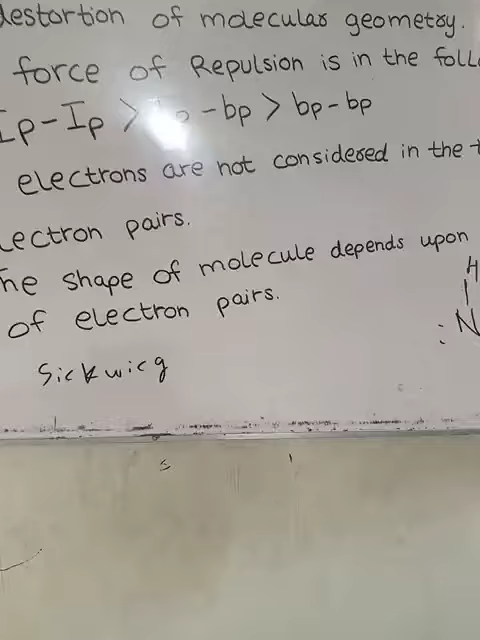 destortion of molecular geometry.
force of Repulsion is in the foll
Ip-Ip > -bp > bp-bp
electrons are not considered in the
lectron pairs.
he shape of molecule depends upon
H
of electron pairs.
:N
Sickwicg